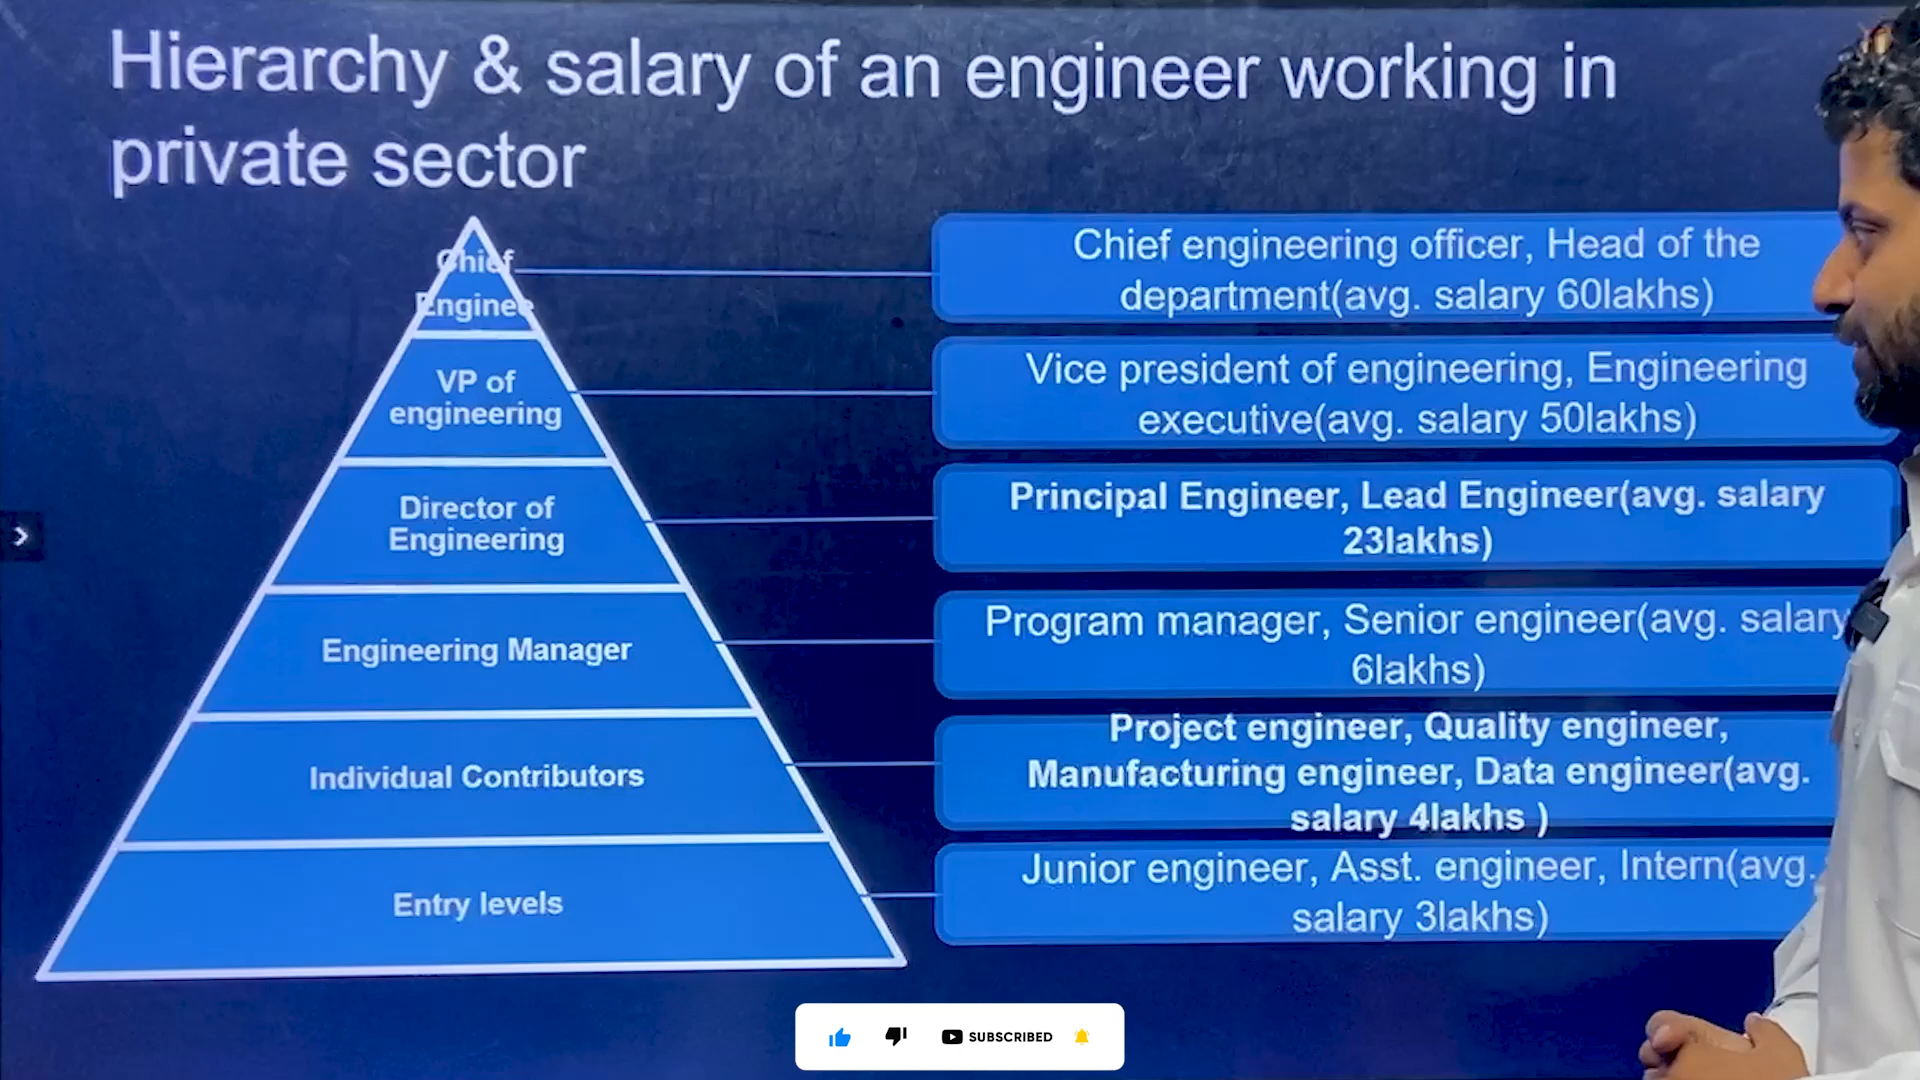 Hierarchy & salary of an engineer working in
private sector
Chief
Enginee
VP of
engineering
Director of
Engineering
Engineering Manager
Individual Contributors
Entry levels
Chief engineering officer, Head of the
department(avg. salary 60lakhs)
Vice president of engineering, Engineering
executive(avg. salary 50lakhs)
Principal Engineer, Lead Engineer(avg. salary
23lakhs)
Program manager, Senior engineer(avg. salary
6lakhs)
Project engineer, Quality engineer,
Manufacturing engineer, Data engineer(avg.
salary 4lakhs )
Junior engineer, Asst. engineer, Intern(avg.
salary 3lakhs)
SUBSCRIBED